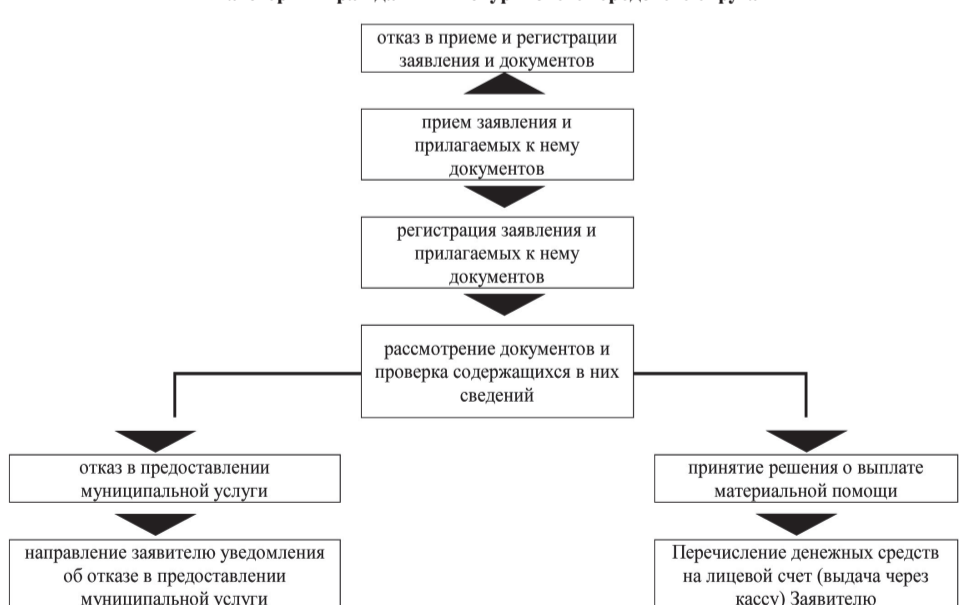 отказ в приеме и регистрации
заявления и документов
прием заявления и
прилагаемых к нему
документов
регистрация заявления и
прилагаемых к нему
документов
рассмотрение документов и
проверка содержащихся в них
сведений
отказ в предоставлении
муниципальной услуги
принятие решения о выплате
материальной помощи
направление заявителю уведомления
об отказе в предоставлении
муниципальной услуги
Перечисление денежных средств
на лицевой счет (выдача через
кассу) Заявителю